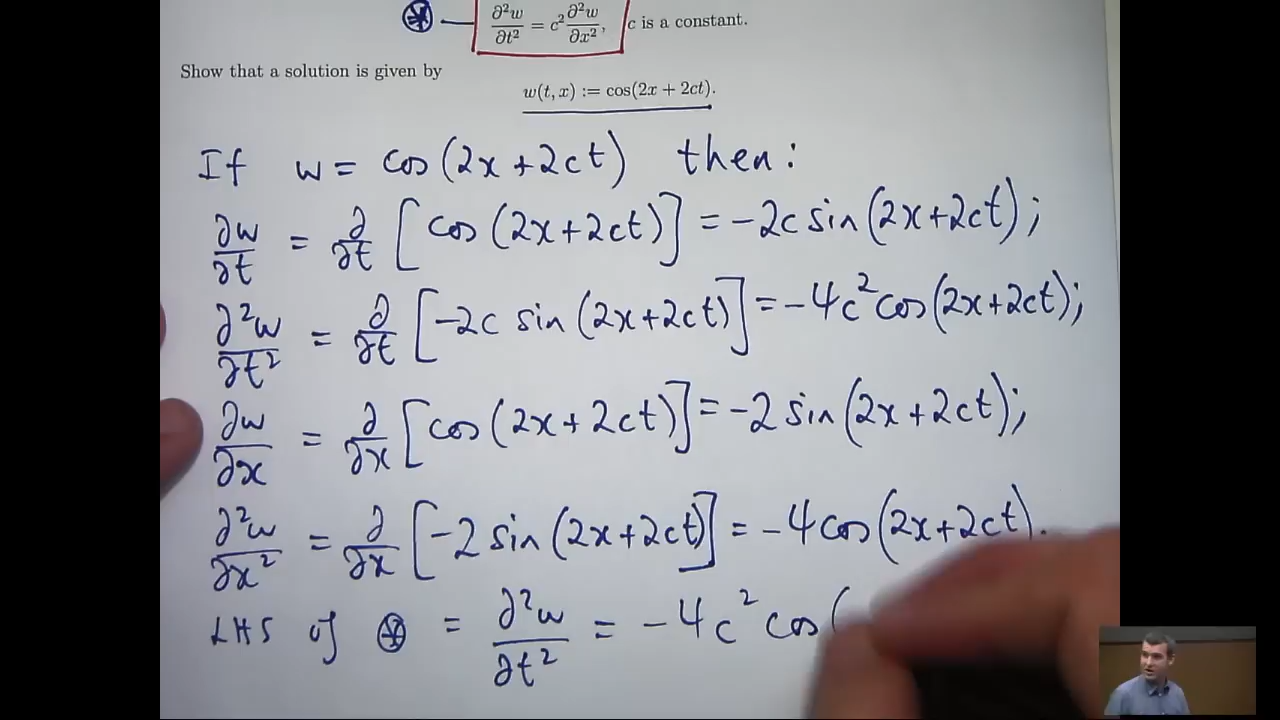 ⊛ — ∂²w/∂t² = c² ∂²w/∂x², c is a constant.
Show that a solution is given by
w(t, x) := cos(2x + 2ct).
If w = cos(2x+2ct) then:
∂w/∂t = ∂/∂t [cos(2x+2ct)] = -2c sin(2x+2ct);
∂²w/∂t² = ∂/∂t [-2c sin(2x+2ct)] = -4c² cos(2x+2ct);
∂w/∂x = ∂/∂x [cos(2x+2ct)] = -2 sin(2x+2ct);
∂²w/∂x² = ∂/∂x [-2 sin(2x+2ct)] = -4 cos(2x+2ct).
LHS of ⊛ = ∂²w/∂t² = -4c² cos(